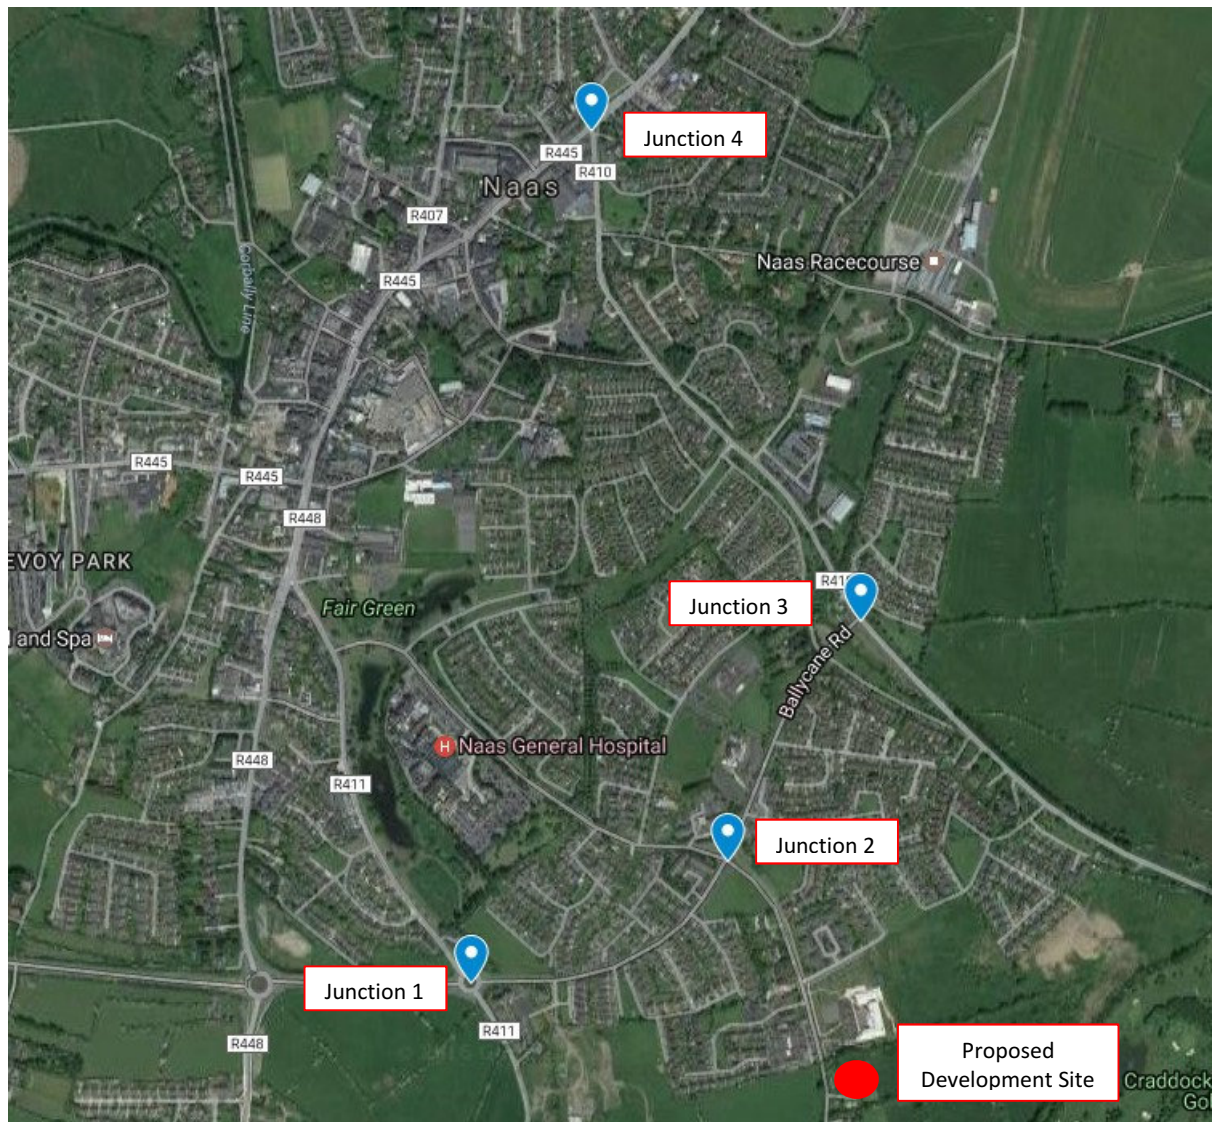 Junction 4
R445
R410
Naas
R407
Naas Racecourse
R445
Corbally Line
R445
R445
R448
EVOY PARK
Fair Green
Junction 3
l and Spa
Ballycane Rd
H
Naas General Hospital
R448
R411
Junction 2
Junction 1
R411
R448
Proposed
Development Site
Craddock
Gol